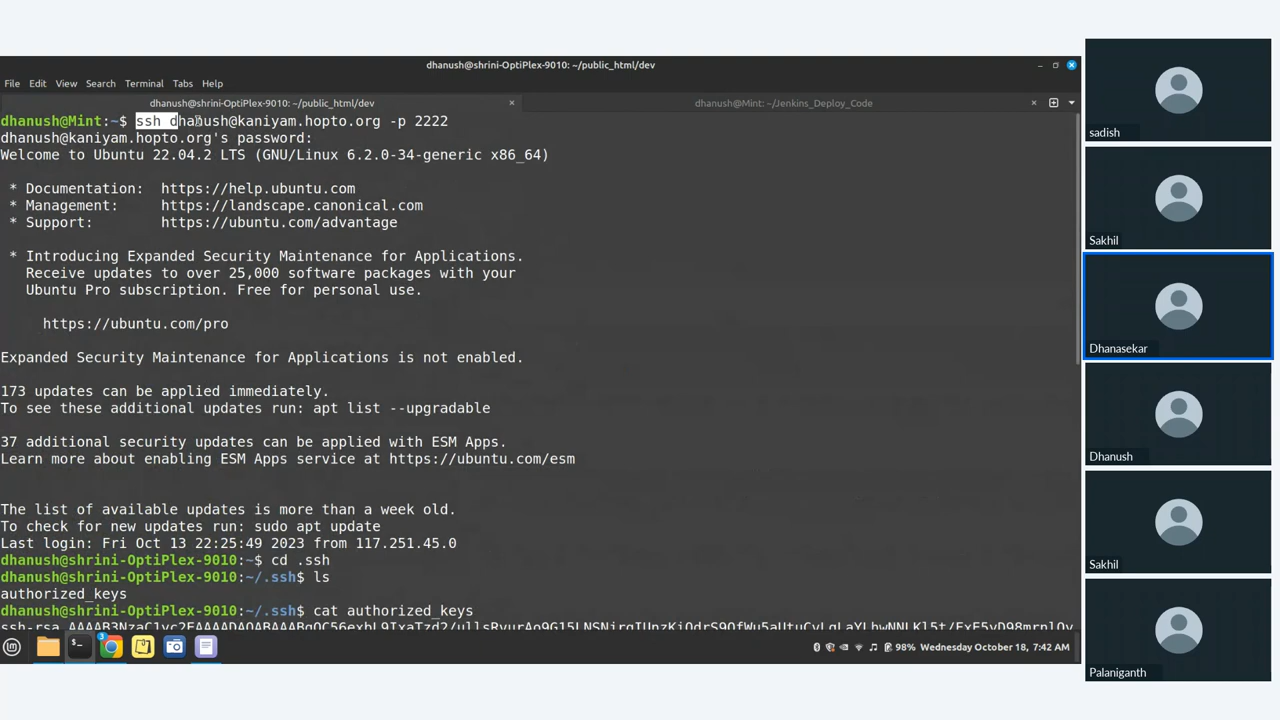 dhanush@shrini-OptiPlex-9010: ~/public_html/dev
File Edit View Search Terminal Tabs Help
dhanush@shrini-OptiPlex-9010: ~/public_html/dev
dhanush@Mint: ~/Jenkins_Deploy_Code
dhanush@Mint:~$ ssh dhanush@kaniyam.hopto.org -p 2222
dhanush@kaniyam.hopto.org's password:
Welcome to Ubuntu 22.04.2 LTS (GNU/Linux 6.2.0-34-generic x86_64)
* Documentation: https://help.ubuntu.com
* Management: https://landscape.canonical.com
* Support: https://ubuntu.com/advantage
* Introducing Expanded Security Maintenance for Applications.
Receive updates to over 25,000 software packages with your
Ubuntu Pro subscription. Free for personal use.
https://ubuntu.com/pro
Expanded Security Maintenance for Applications is not enabled.
173 updates can be applied immediately.
To see these additional updates run: apt list --upgradable
37 additional security updates can be applied with ESM Apps.
Learn more about enabling ESM Apps service at https://ubuntu.com/esm
The list of available updates is more than a week old.
To check for new updates run: sudo apt update
Last login: Fri Oct 13 22:25:49 2023 from 117.251.45.0
dhanush@shrini-OptiPlex-9010:~$ cd .ssh
dhanush@shrini-OptiPlex-9010:~/.ssh$ ls
authorized_keys
dhanush@shrini-OptiPlex-9010:~/.ssh$ cat authorized_keys
ssh-rsa
3
98% Wednesday October 18, 7:42 AM
sadish
Sakhil
Dhanasekar
Dhanush
Sakhil
Palaniganth